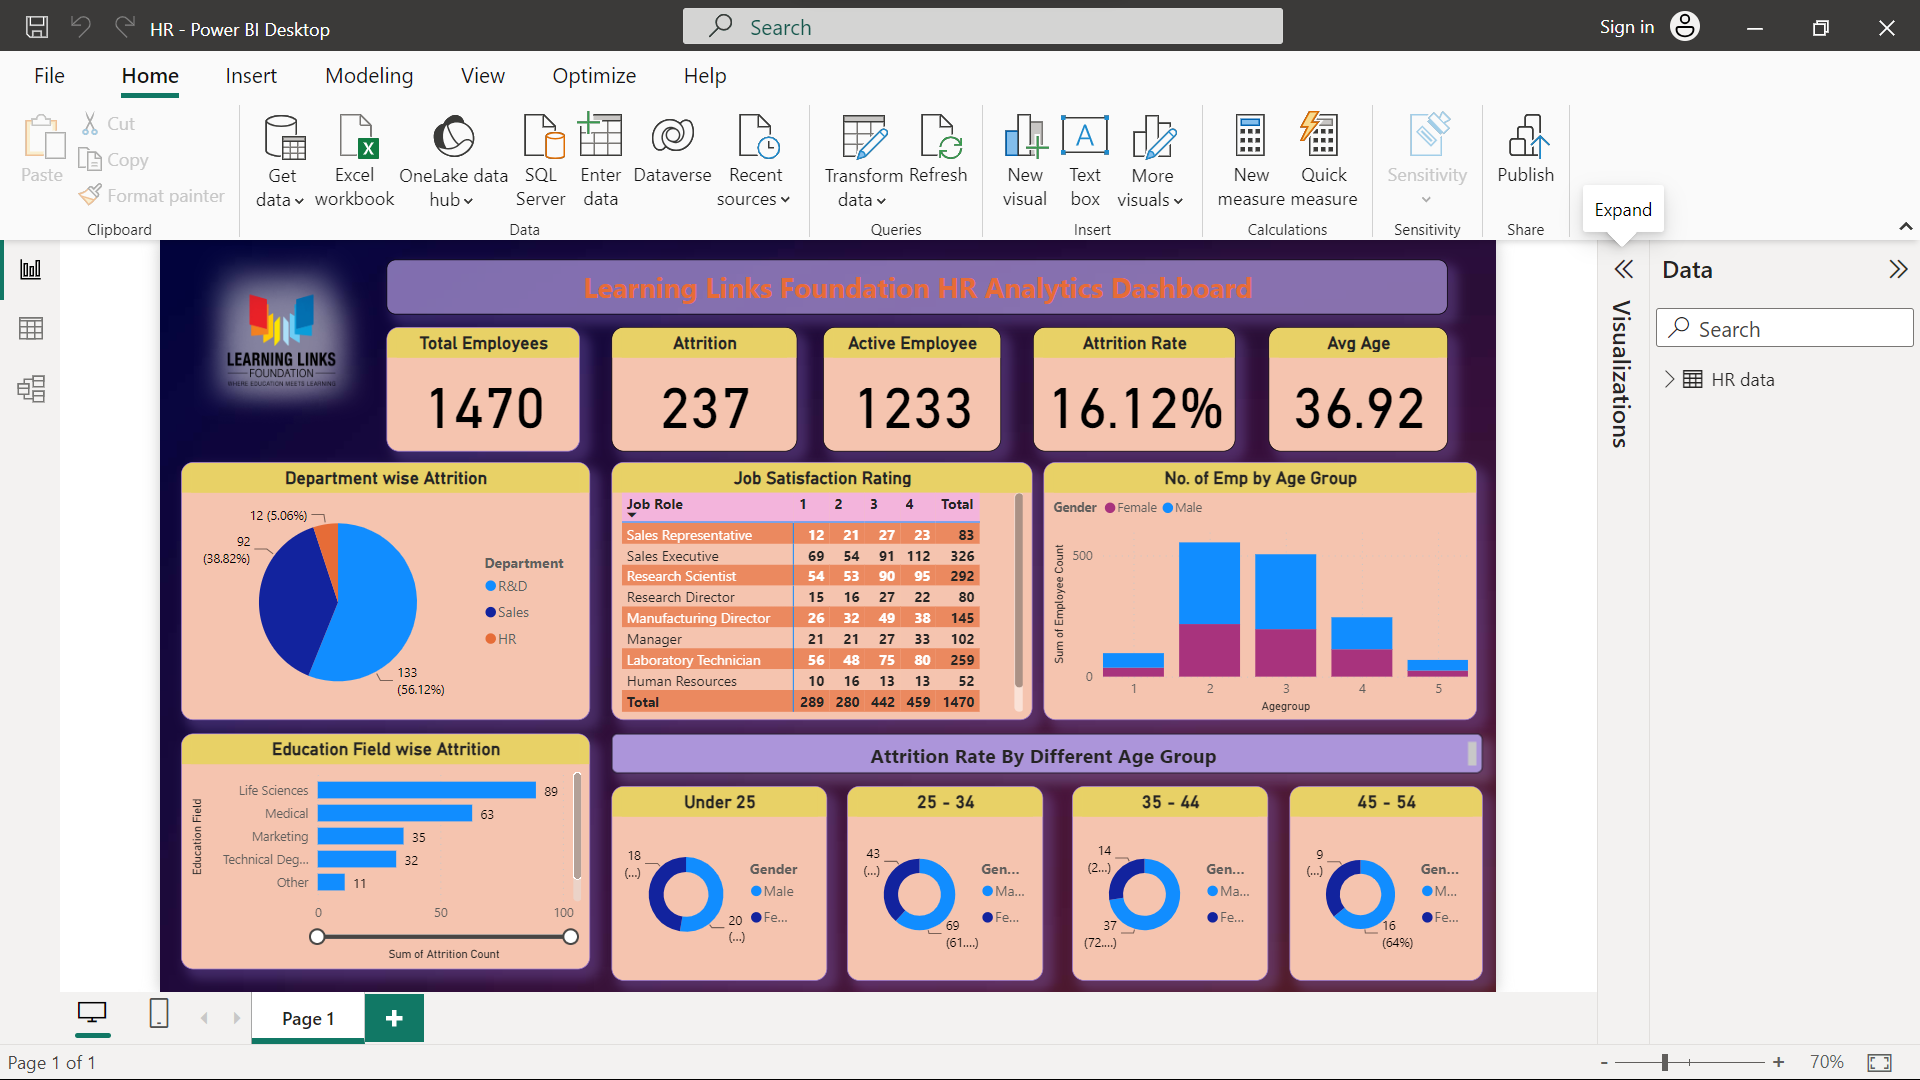 HR - Power BI Desktop
Search
Sign in
File Home Insert Modeling View Optimize Help
Paste
Cut
Copy
Format painter
Clipboard
Get data
Excel workbook
OneLake data hub
SQL Server
Enter data
Dataverse
Recent sources
Data
Transform data
Refresh
Queries
New visual
Text box
More visuals
Insert
New measure
Quick measure
Calculations
Sensitivity
Sensitivity
Publish
Share
Expand
LEARNING LINKS
FOUNDATION
WHERE EDUCATION MEETS LEARNING
Learning Links Foundation HR Analytics Dashboard
Total Employees
1470
Attrition
237
Active Employee
1233
Attrition Rate
16.12%
Avg Age
36.92
Department wise Attrition
12 (5.06%)
92
(38.82%)
133
(56.12%)
Department
R&D
Sales
HR
Job Satisfaction Rating
Job Role 1 2 3 4 Total
Sales Representative 12 21 27 23 83
Sales Executive 69 54 91 112 326
Research Scientist 54 53 90 95 292
Research Director 15 16 27 22 80
Manufacturing Director 26 32 49 38 145
Manager 21 21 27 33 102
Laboratory Technician 56 48 75 80 259
Human Resources 10 16 13 13 52
Total 289 280 442 459 1470
No. of Emp by Age Group
Gender Female Male
Sum of Employee Count
500
0
1 2 3 4 5
Agegroup
Education Field wise Attrition
Education Field
Life Sciences 89
Medical 63
Marketing 35
Technical Deg... 32
Other 11
0 50 100
Sum of Attrition Count
Attrition Rate By Different Age Group
Under 25
18
(...)
20
(...)
Gender
Male
Fe...
25 - 34
43
(...)
69
(61....)
Gen...
Ma...
Fe...
35 - 44
14
(2...)
37
(72....)
Gen...
Ma...
Fe...
45 - 54
9
(...)
16
(64%)
Gen...
M...
Fe...
Visualizations
Data
Search
HR data
Page 1
Page 1 of 1
- + 70%